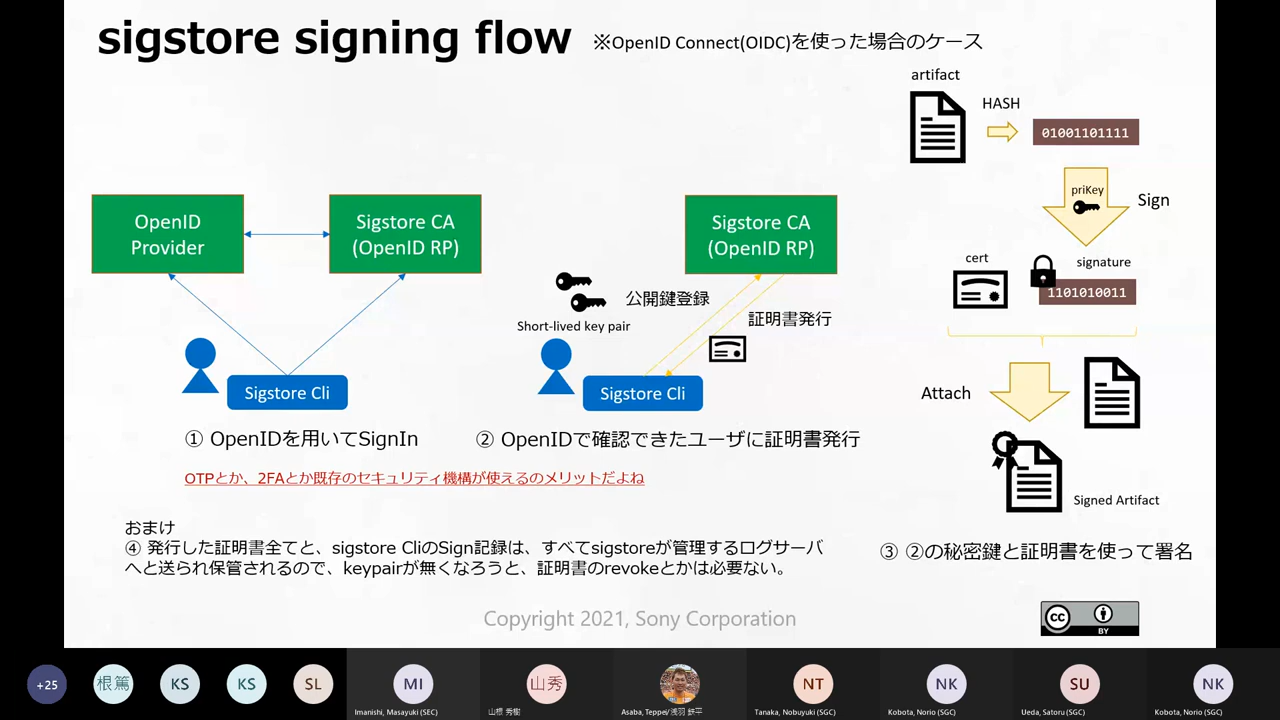 sigstore signing flow ※OpenID Connect(OIDC)を使った場合のケース
artifact
HASH
01001101111
priKey
Sign
cert
signature
1101010011
Attach
Signed Artifact
③ ②の秘密鍵と証明書を使って署名
OpenID
Provider
Sigstore CA
(OpenID RP)
Sigstore Cli
① OpenIDを用いてSignIn
Sigstore CA
(OpenID RP)
公開鍵登録
証明書発行
Short-lived key pair
Sigstore Cli
② OpenIDで確認できたユーザに証明書発行
OTPとか、2FAとか既存のセキュリティ機構が使えるのメリットだよね
おまけ
④ 発行した証明書全てと、sigstore CliのSign記録は、すべてsigstoreが管理するログサーバ
へと送られ保管されるので、keypairが無くなろうと、証明書のrevokeとかは必要ない。
Copyright 2021, Sony Corporation
cc
BY
+25
根篤
KS
KS
SL
MI
Imanishi, Masayuki (SEC)
山秀
山根 秀樹
Asaba, Teppei/浅羽 鉄平
NT
Tanaka, Nobuyuki (SGC)
NK
Kobota, Norio (SGC)
SU
Ueda, Satoru (SGC)
NK
Kobota, Norio (SGC)